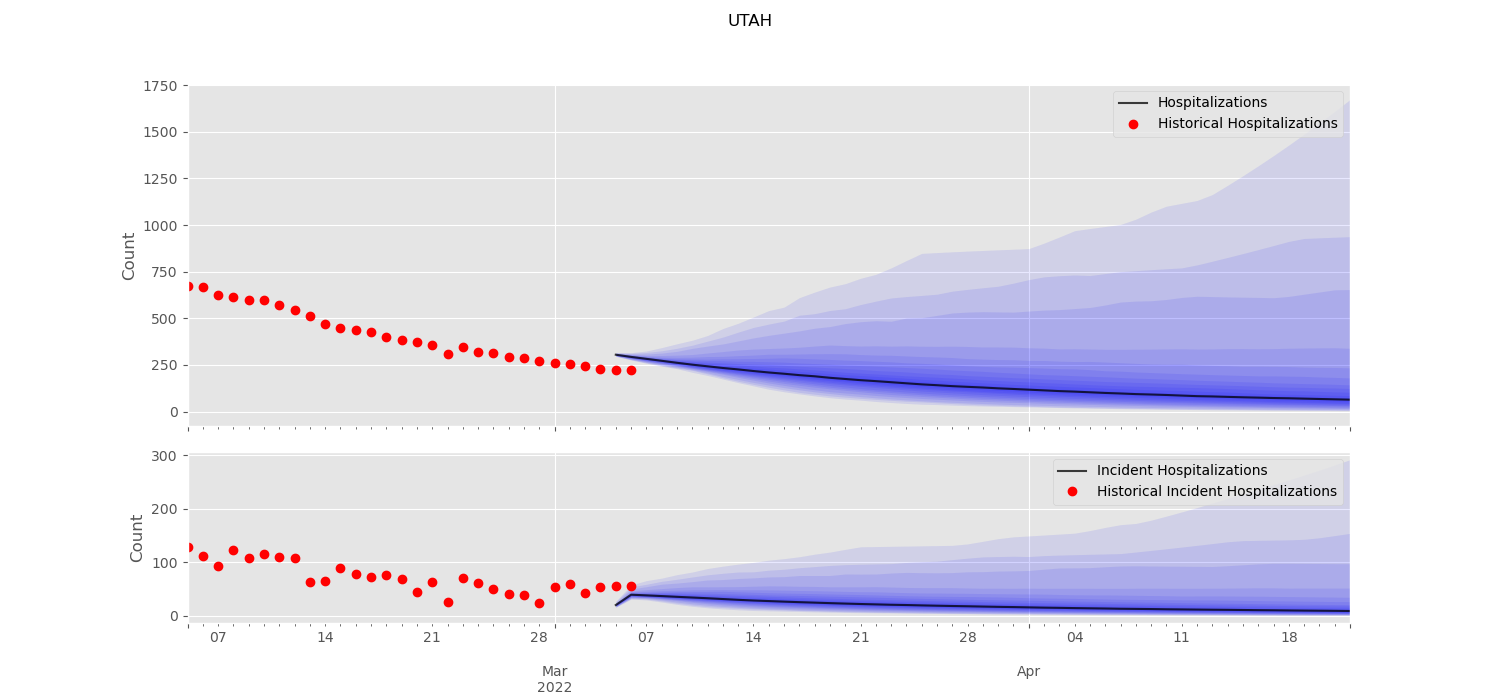 UTAH
1750
1500
1250
1000
750
500
250
0
Count
Hospitalizations
Historical Hospitalizations
300
200
100
0
Count
Incident Hospitalizations
Historical Incident Hospitalizations
07 14 21 28 07 14 21 28 04 11 18
Mar Apr
2022